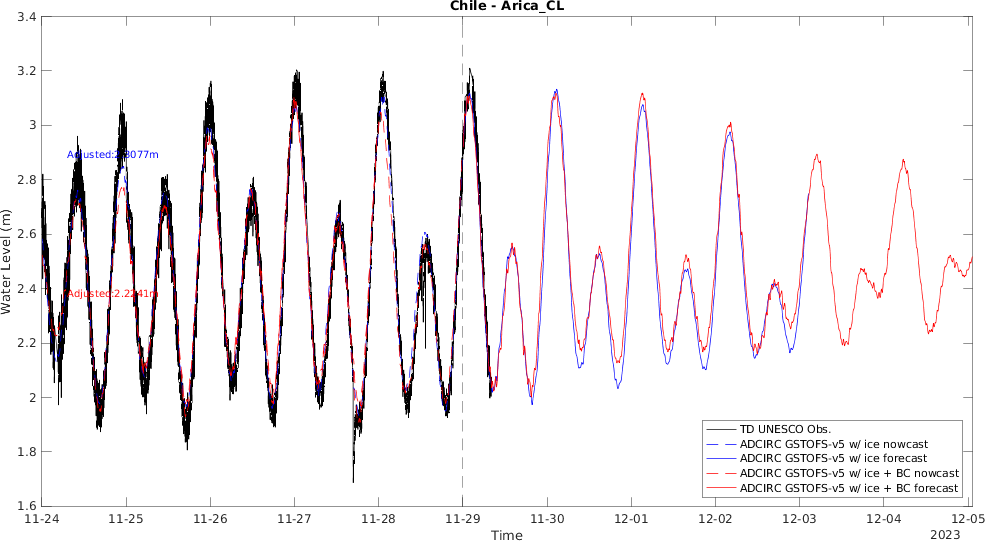 Chile - Arica_CL
3.4
3.2
3
2.8
2.6
2.4
2.2
2
1.8
1.6
Water Level (m)
Adjusted:2.3077m
Adjusted:2.2241m
TD UNESCO Obs.
ADCIRC GSTOFS-v5 w/ ice nowcast
ADCIRC GSTOFS-v5 w/ ice forecast
ADCIRC GSTOFS-v5 w/ ice + BC nowcast
ADCIRC GSTOFS-v5 w/ ice + BC forecast
11-24 11-25 11-26 11-27 11-28 11-29 11-30 12-01 12-02 12-03 12-04 12-05
Time
2023